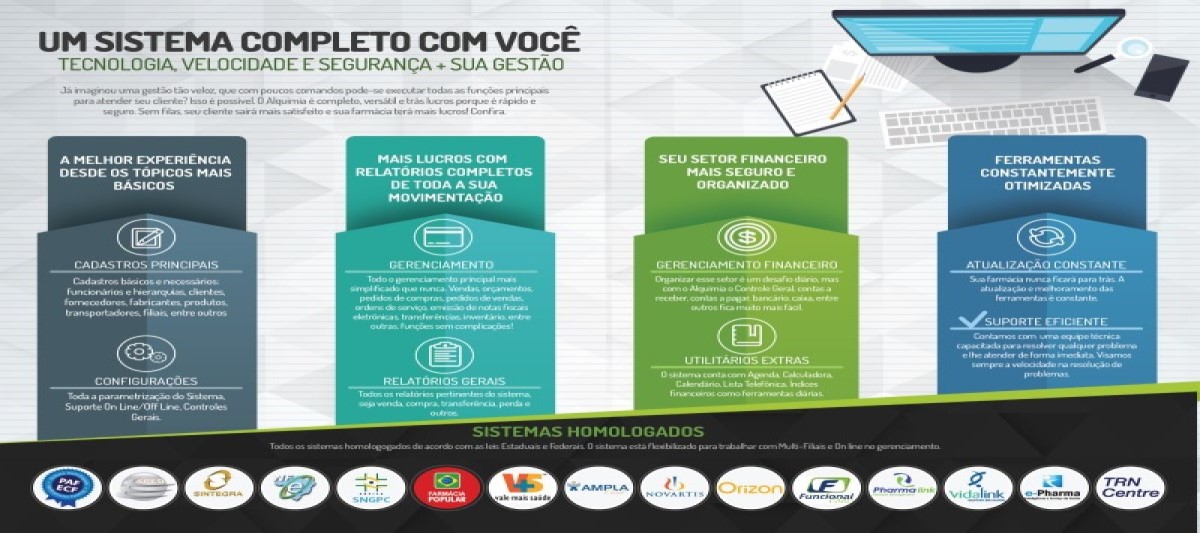 UM SISTEMA COMPLETO COM VOCÊ
TECNOLOGIA, VELOCIDADE E SEGURANÇA + SUA GESTÃO
Já imaginou uma gestão tão veloz, que com poucos comandos pode-se executar todas as funções principais
para atender seu cliente? Isso é possível. O Alquimia é completo, versátil e trás lucros porque é rápido e
seguro. Sem filas, seu cliente sairá mais satisfeito e sua farmácia terá mais lucros! Confira.
A MELHOR EXPERIÊNCIA
DESDE OS TÓPICOS MAIS
BÁSICOS
CADASTROS PRINCIPAIS
Cadastros básicos e necessários:
Funcionários e hierarquias, clientes,
fornecedores, fabricantes, produtos,
transportadores, filiais, entre outros
CONFIGURAÇÕES
Toda a parametrização do Sistema,
Suporte On Line/Off Line, Controles
Gerais.
MAIS LUCROS COM
RELATÓRIOS COMPLETOS
DE TODA A SUA
MOVIMENTAÇÃO
GERENCIAMENTO
Todo o gerenciamento principal mais
simplificado que nunca. Vendas, orçamentos,
pedidos de compras, pedidos de vendas,
ordens de serviço, emissão de notas fiscais
eletrônicas, transferências, inventário, entre
outras. Funções sem complicações!
RELATÓRIOS GERAIS
Todos os relatórios pertinentes do sistema,
seja venda, compra, transferência, perda e
outros.
SEU SETOR FINANCEIRO
MAIS SEGURO E
ORGANIZADO
GERENCIAMENTO FINANCEIRO
Organizar esse setor é um desafio diário, mas
com o Alquimia o Controle Geral, contas a
receber, contas a pagar, bancário, caixa, entre
outros fica muito mais fácil.
UTILITÁRIOS EXTRAS
O sistema conta com Agenda, Calculadora,
Calendário, Lista Telefônica, Índices
financeiros como ferramentas diárias.
FERRAMENTAS
CONSTANTEMENTE
OTIMIZADAS
ATUALIZAÇÃO CONSTANTE
Sua farmácia nunca ficará para trás. A
atualização e melhoramento das
ferramentas é constante.
SUPORTE EFICIENTE
Contamos com uma equipe técnica
capacitada para resolver qualquer problema
e lhe atender de forma imediata. Visamos
sempre a velocidade na resolução de
problemas.
SISTEMAS HOMOLOGADOS
Todos os sistemas homologogados de acordo com as leis Estaduais e Federais. O sistema está flexibilizado para trabalhar com Multi-Filiais e On line no gerenciamento.
PAF
ECF
SINTEGRA
NFe
SNGPC
FARMÁCIA
POPULAR
vale mais saúde
AMPLA
NOVARTIS
Orizon
Funcional
Pharmalink
vidalink
e-Pharma
TRN
Centre